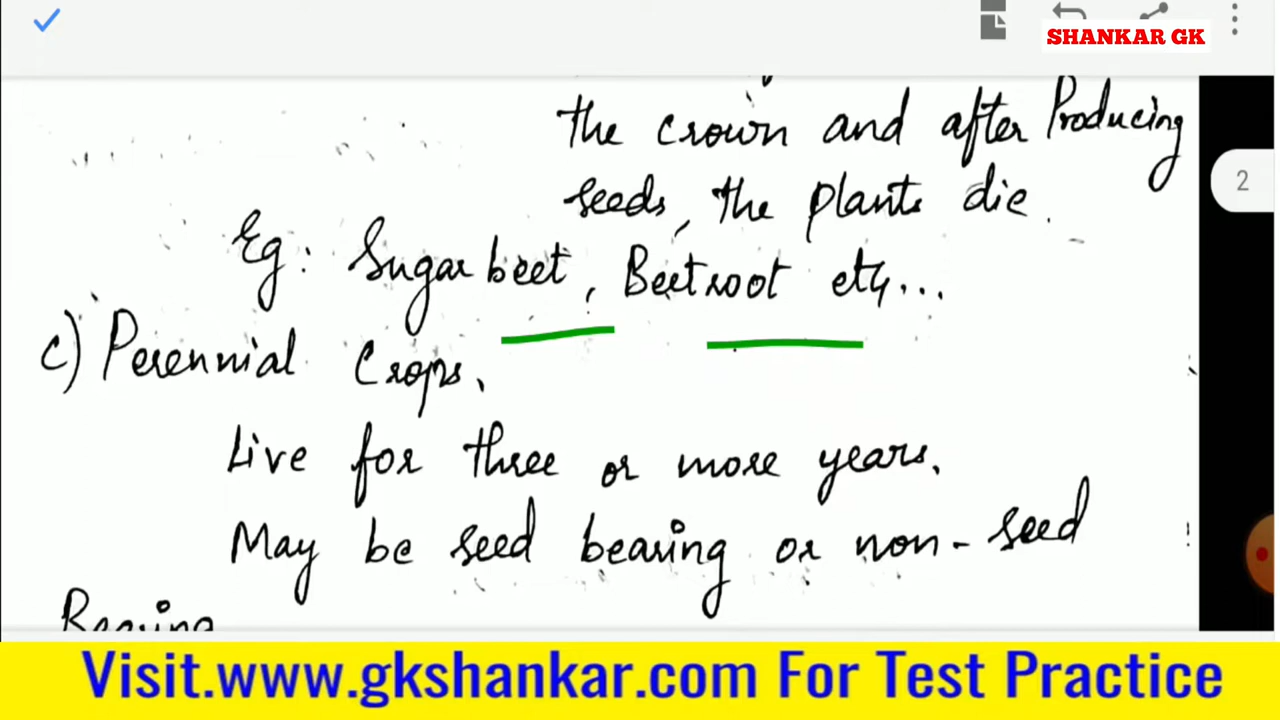 SHANKAR GK
the crown and after Producing
seeds, the plants die.
2
Eg: Sugarbeet, Beetroot etc...
c) Perennial Crops.
Live for three or more years.
May be seed bearing or non-seed
Bearing
Visit.www.gkshankar.com For Test Practice